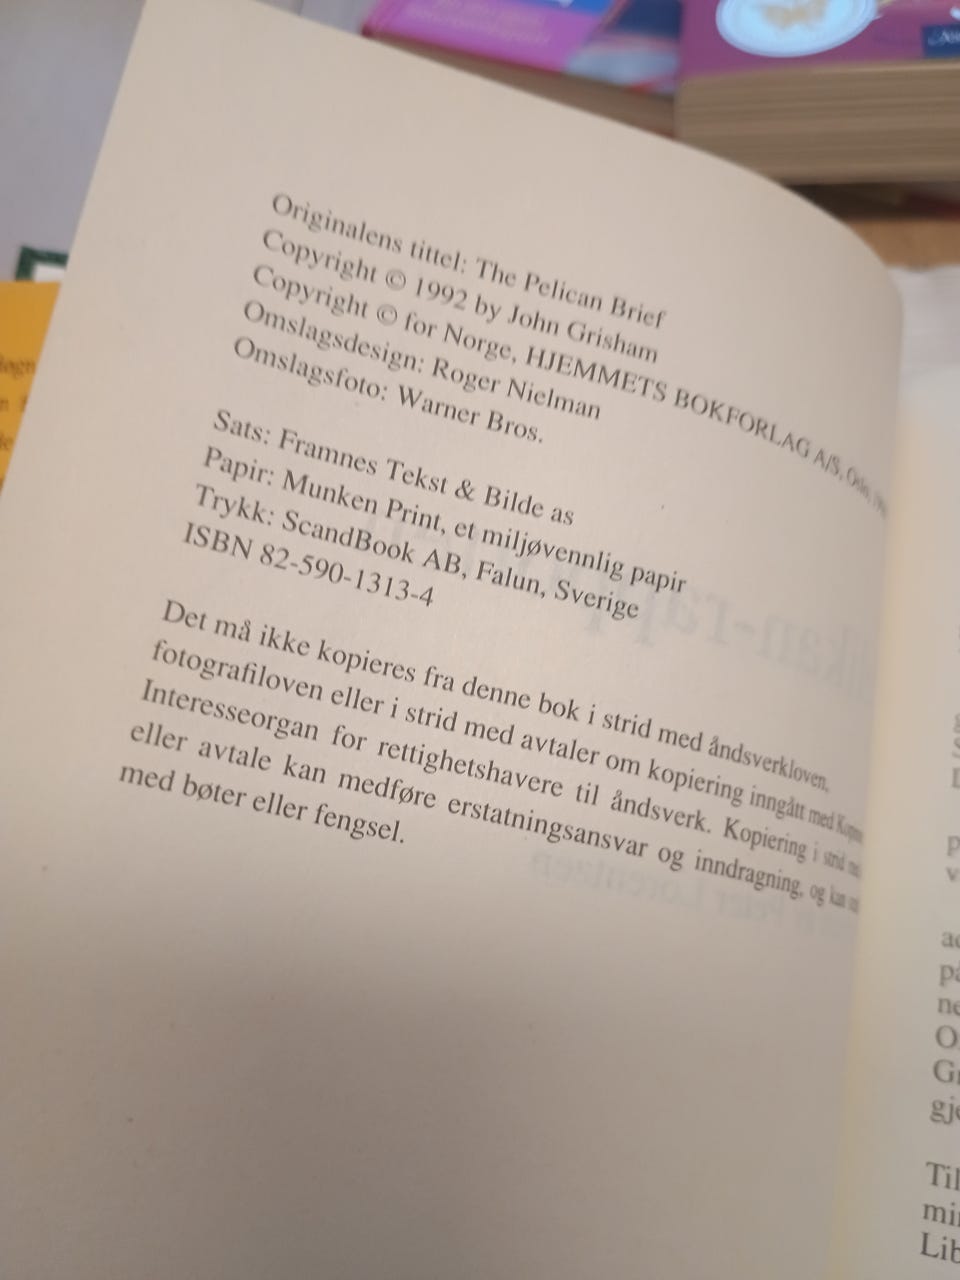 Originalens tittel: The Pelican Brief
Copyright © 1992 by John Grisham
Copyright © for Norge, HJEMMETS BOKFORLAG A/S, Oslo,
Omslagsdesign: Roger Nielman
Omslagsfoto: Warner Bros.
Sats: Framnes Tekst & Bilde as
Papir: Munken Print, et miljøvennlig papir
Trykk: ScandBook AB, Falun, Sverige
ISBN 82-590-1313-4
Det må ikke kopieres fra denne bok i strid med åndsverkloven,
fotografiloven eller i strid med avtaler om kopiering inngått med
Interesseorgan for rettighetshavere til åndsverk. Kopiering i strid
eller avtale kan medføre erstatningsansvar og inndragning, og kan
med bøter eller fengsel.
på
Til